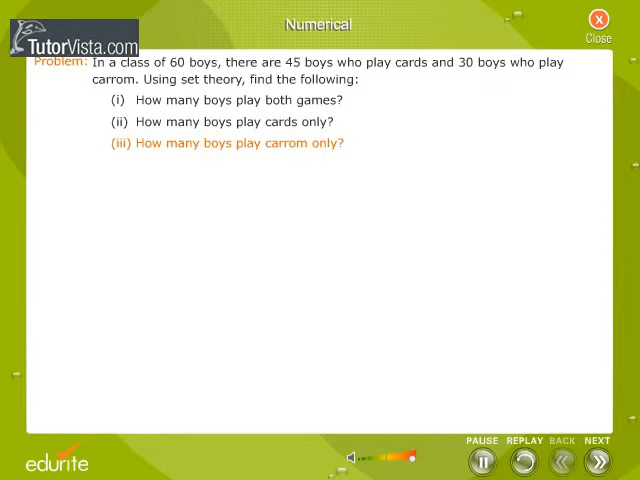 Numerical
Close
TutorVista.com
Problem: In a class of 60 boys, there are 45 boys who play cards and 30 boys who play
carrom. Using set theory, find the following:
(i) How many boys play both games?
(ii) How many boys play cards only?
(iii) How many boys play carrom only?
PAUSE REPLAY BACK NEXT
edurite